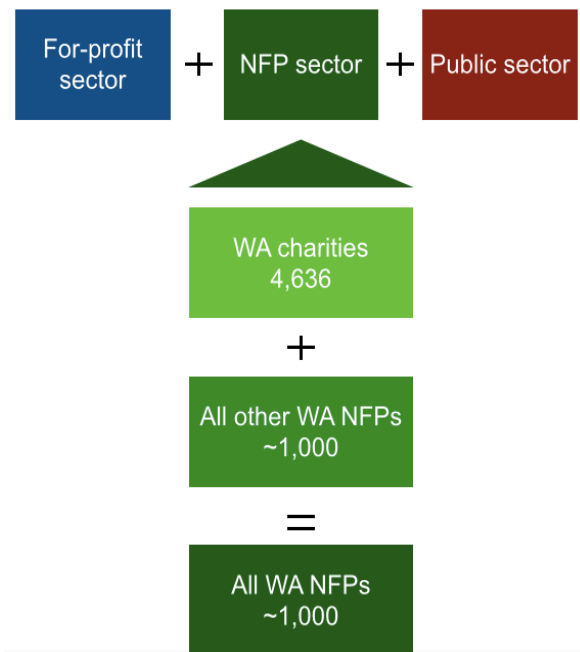 For-profit
sector
+
NFP sector
+
Public sector
WA charities
4,636
+
All other WA NFPs
~1,000
=
All WA NFPs
~1,000